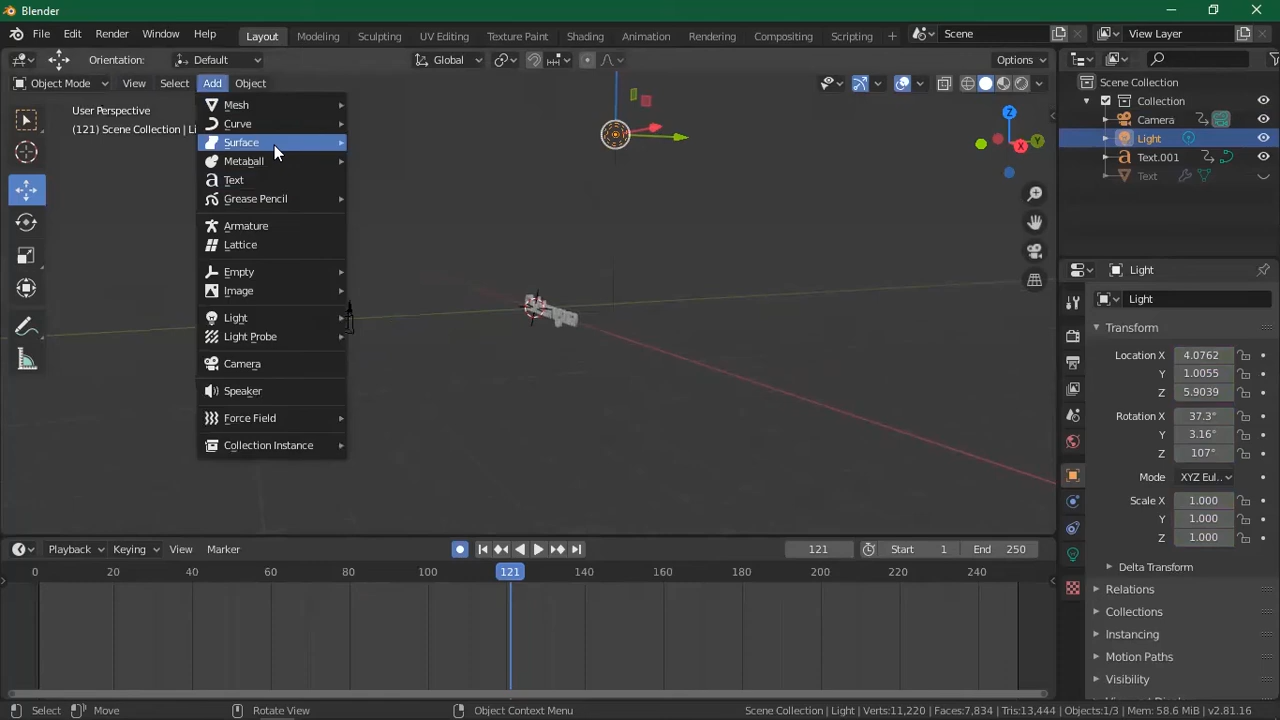 Blender
File Edit Render Window Help Layout Modeling Sculpting UV Editing Texture Paint Shading Animation Rendering Compositing Scripting + Scene View Layer
Orientation: Default Global Options
Object Mode View Select Add Object
Scene Collection
Collection
Camera
Light
Text.001
Text
User Perspective
(121) Scene Collection | Li
Mesh
Curve
Surface
Metaball
Text
Grease Pencil
Armature
Lattice
Empty
Image
Light
Light Probe
Camera
Speaker
Force Field
Collection Instance
Z
Y
X
Light
Light
Transform
Location X 4.0762
Y 1.0055
Z 5.9039
Rotation X 37.3°
Y 3.16°
Z 107°
Mode XYZ Eul..
Scale X 1.000
Y 1.000
Z 1.000
Delta Transform
Relations
Collections
Instancing
Motion Paths
Visibility
Playback Keying View Marker 121 Start 1 End 250
0 20 40 60 80 100 121 140 160 180 200 220 240
Select Move Rotate View Object Context Menu Scene Collection | Light | Verts:11,220 | Faces:7,834 | Tris:13,444 | Objects:1/3 | Mem: 58.6 MiB | v2.81.16